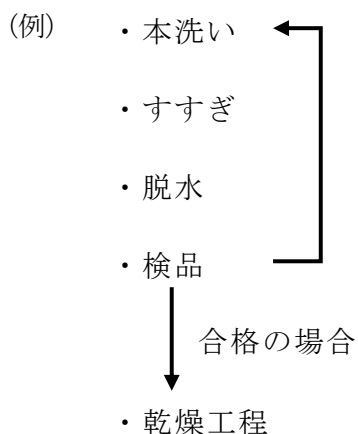 (例) ・本洗い
・すすぎ
・脱水
・検品
合格の場合
・乾燥工程